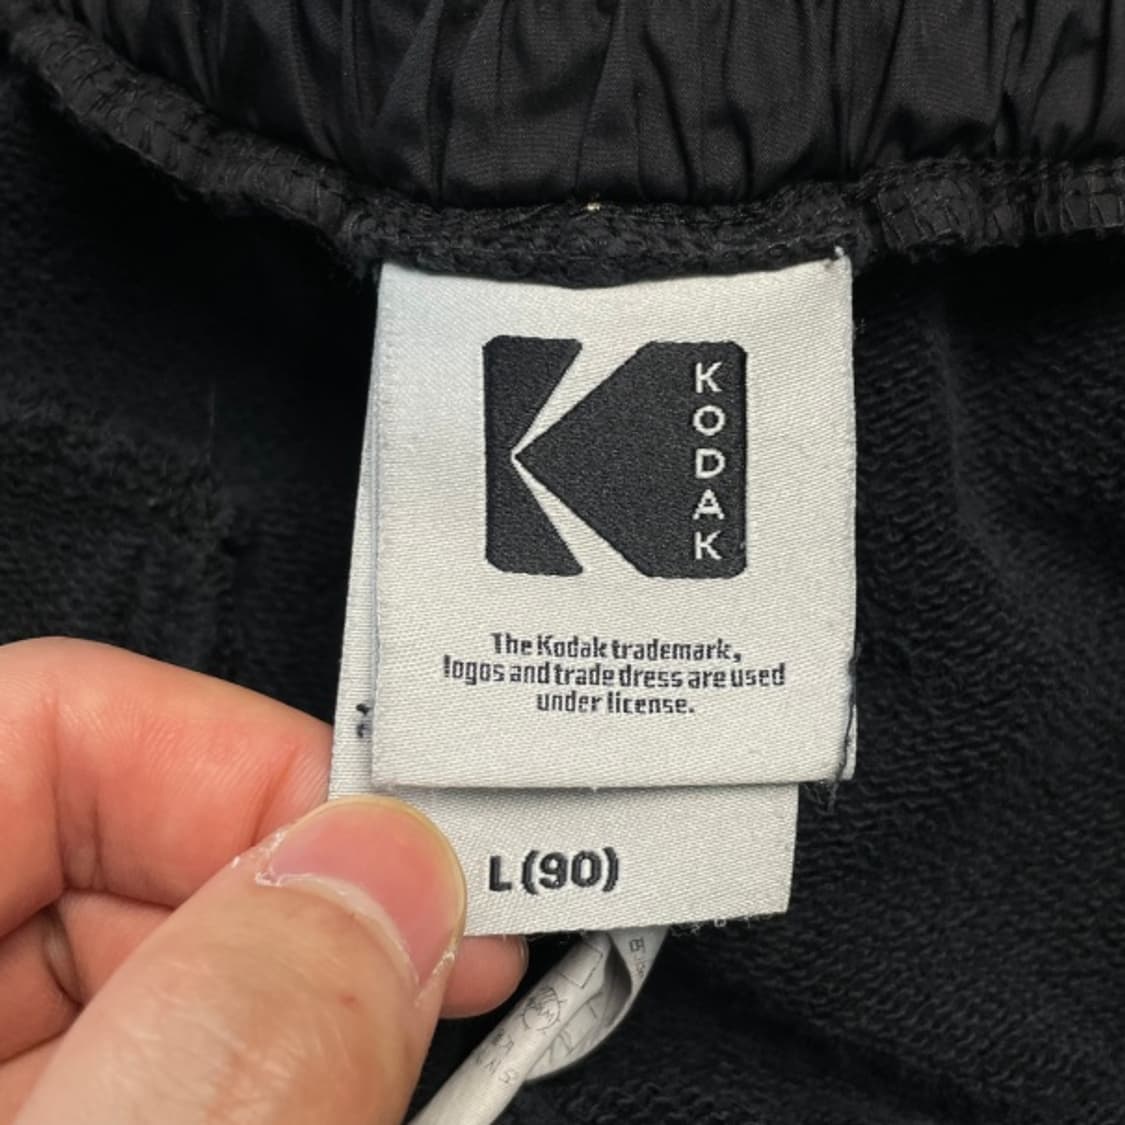 KODAK
The Kodak trademark,
logos and trade dress are used
under license.
L (90)